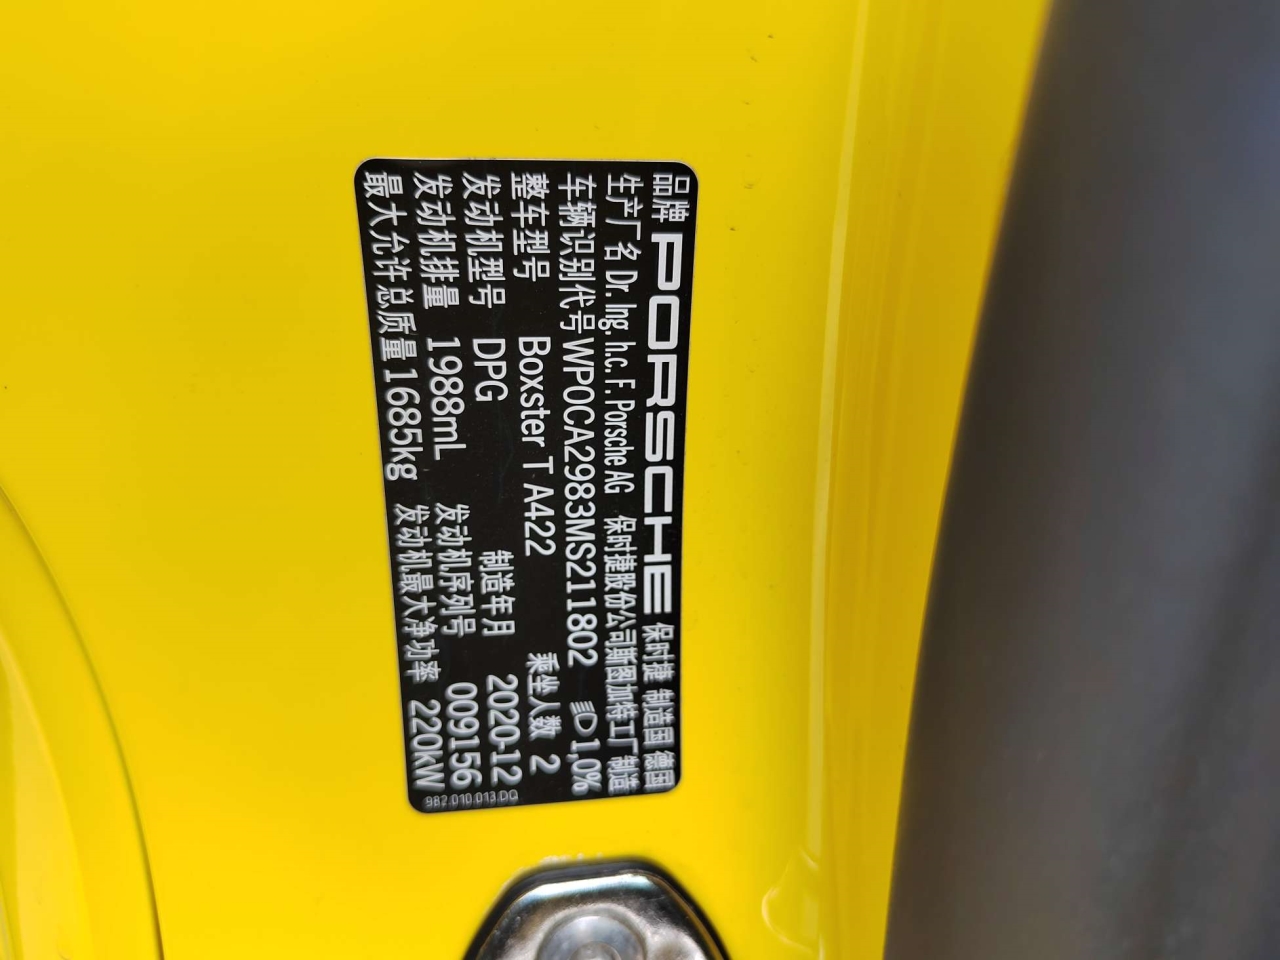 品牌 PORSCHE 保时捷 制造国 德国
生产厂名 Dr. Ing. h.c. F. Porsche AG 保时捷股份公司斯图加特工厂 制造
车辆识别代号 WP0CA2983MS211802 1,0%
整车型号 Boxster T A422 乘坐人数 2
发动机型号 DPG 制造年月 2020-12
发动机排量 1988mL 发动机序列号 009156
最大允许总质量 1685kg 发动机最大净功率 220kW
982.010.013.DQ